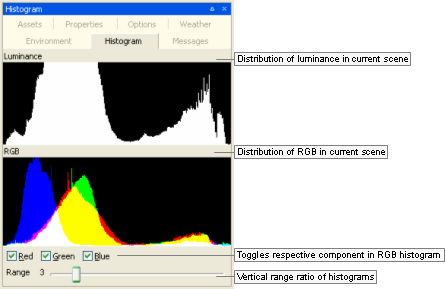 Histogram
Assets Properties Options Weather
Environment Histogram Messages
Luminance
Distribution of luminance in current scene
RGB
Distribution of RGB in current scene
Red Green Blue
Toggles respective component in RGB histogram
Range 3
Vertical range ratio of histograms